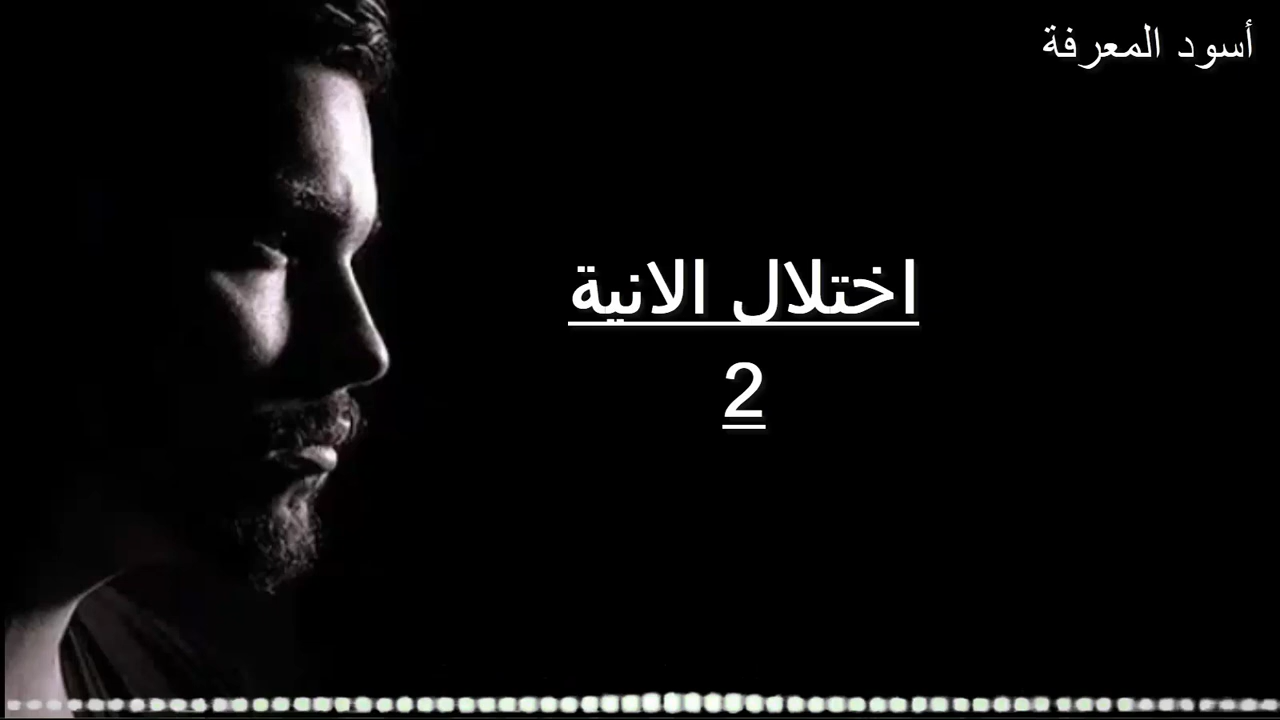 أسود المعرفة
اختلال الانية
2